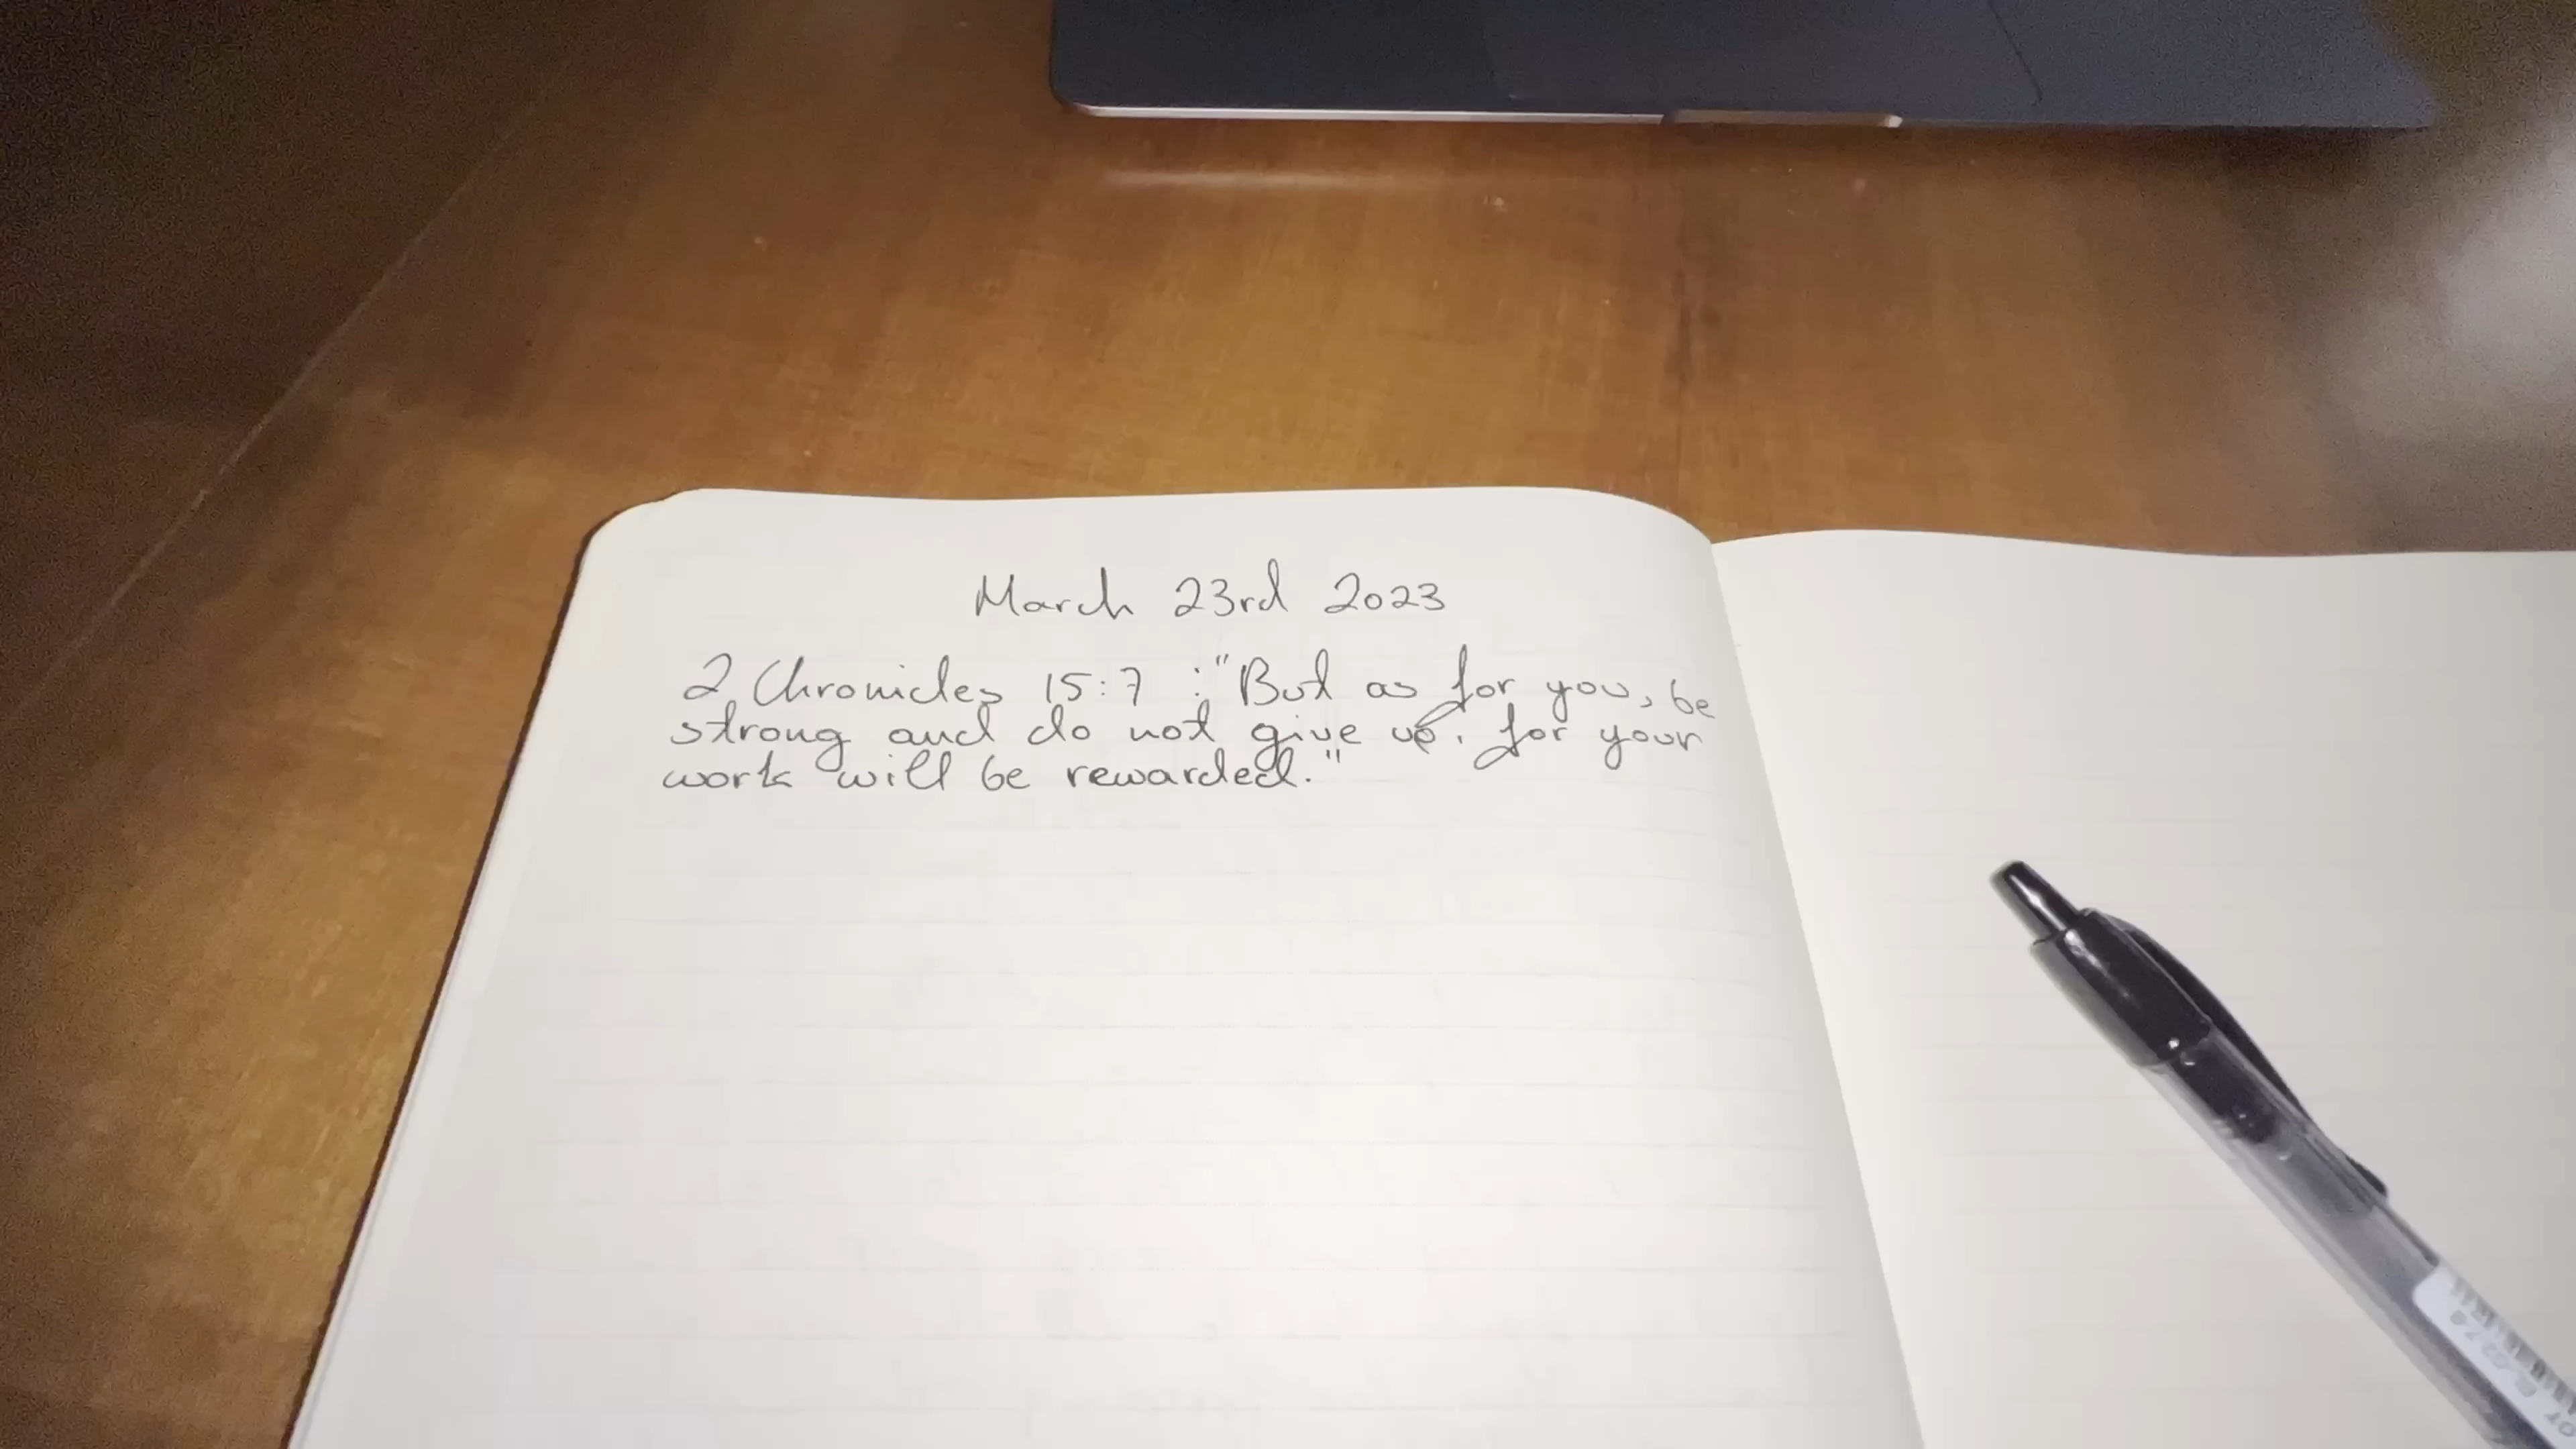 March 23rd 2023
2 Chronicles 15:7 :"But as for you, be
strong and do not give up. for your
work will be rewarded."